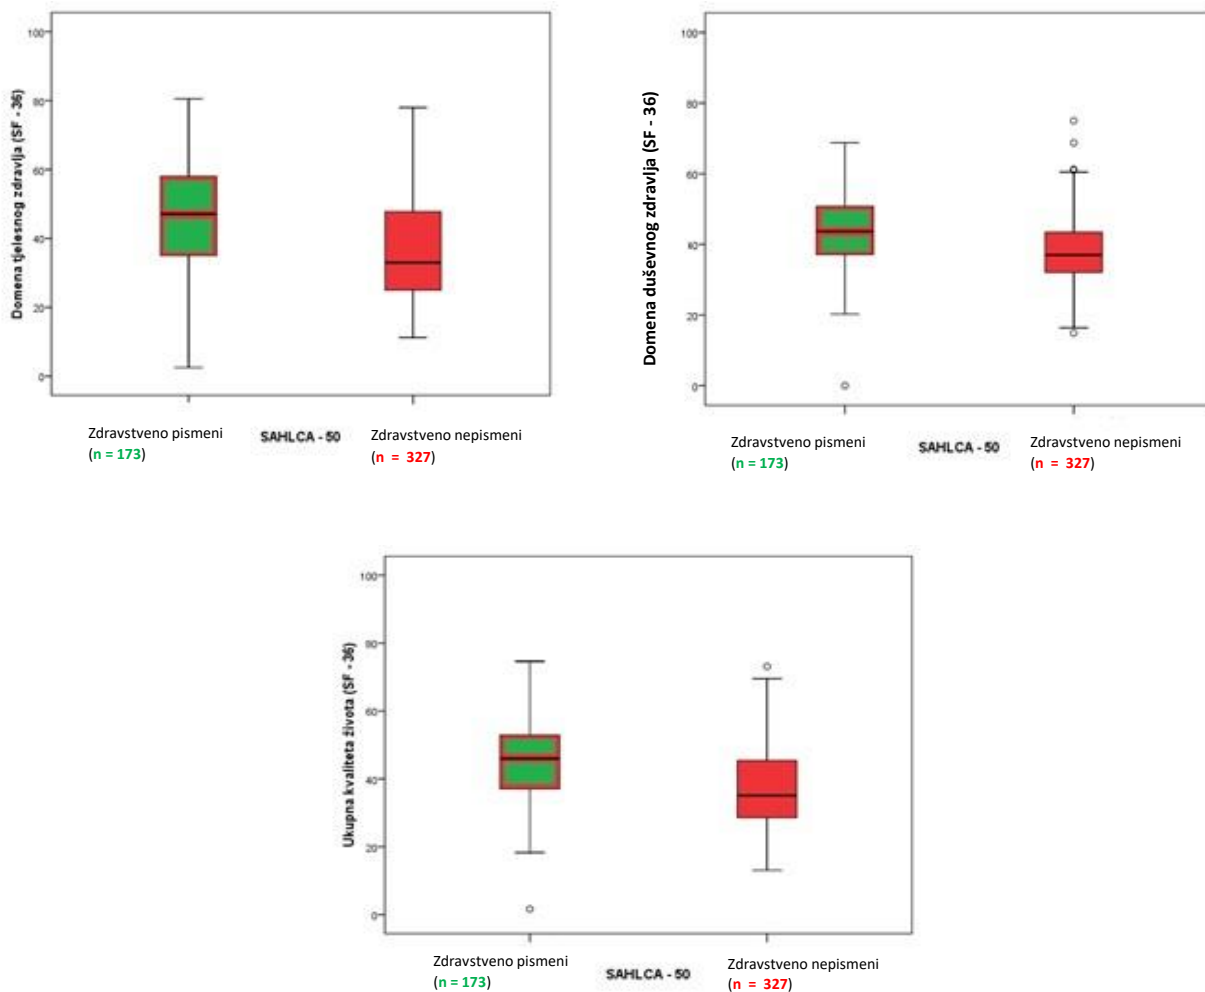 100
80
60
40
20
0
Domena tjelesnog zdravlja (SF - 36)
Zdravstveno pismeni
(n = 173)
SAHLCA - 50
Zdravstveno nepismeni
(n = 327)
100
80
60
40
20
0
Domena duševnog zdravlja (SF - 36)
Zdravstveno pismeni
(n = 173)
SAHLCA - 50
Zdravstveno nepismeni
(n = 327)
100
80
60
40
20
0
Ukupna kvaliteta života (SF - 36)
Zdravstveno pismeni
(n = 173)
SAHLCA - 50
Zdravstveno nepismeni
(n = 327)